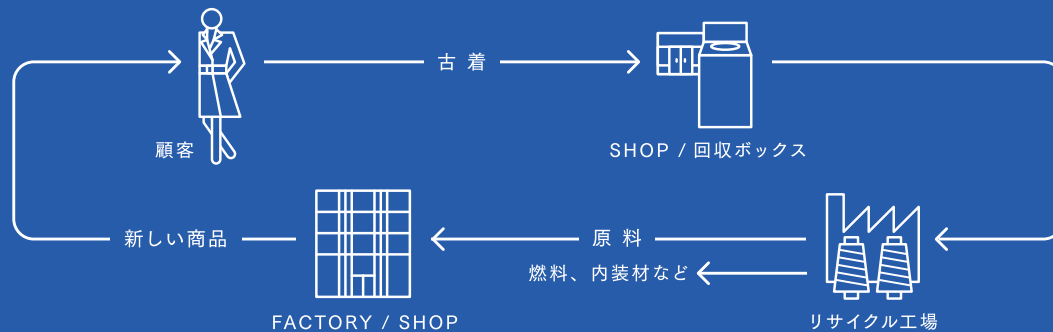 古着
顧客
SHOP / 回収ボックス
新しい商品
原料
燃料、内装材など
FACTORY / SHOP
リサイクル工場